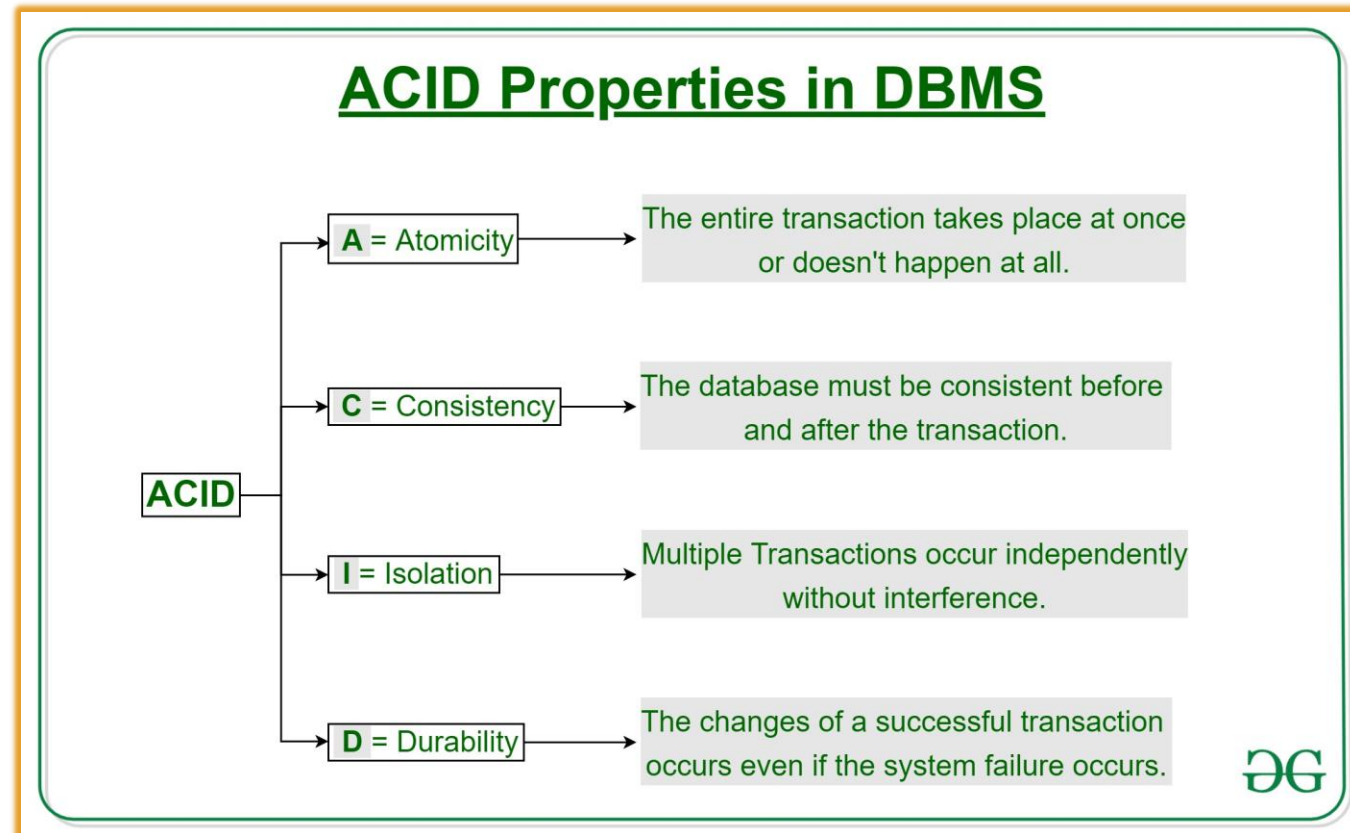 ACID Properties in DBMS
A = Atomicity
The entire transaction takes place at once
or doesn't happen at all.
C = Consistency
The database must be consistent before
and after the transaction.
ACID
I = Isolation
Multiple Transactions occur independently
without interference.
D = Durability
The changes of a successful transaction
occurs even if the system failure occurs.